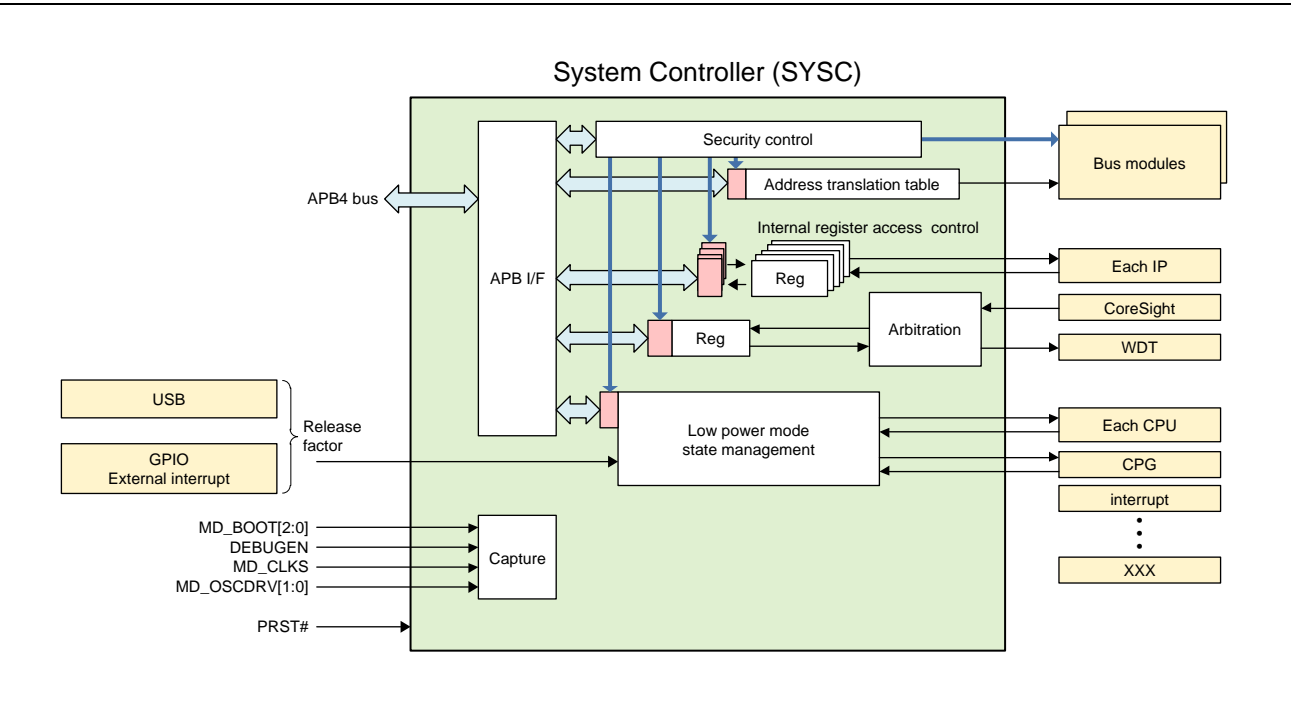 System Controller (SYSC)
Security control
Bus modules
Address translation table
APB4 bus
Internal register access control
APB I/F
Reg
Each IP
CoreSight
Arbitration
Reg
WDT
USB
Release
factor
GPIO
External interrupt
Low power mode
state management
Each CPU
CPG
interrupt
XXX
MD_BOOT[2:0]
DEBUGEN
MD_CLKS
MD_OSCDRV[1:0]
Capture
PRST#